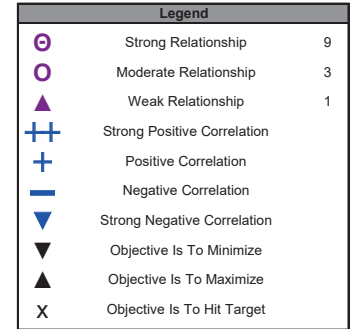 Legend
Θ Strong Relationship 9
Ο Moderate Relationship 3
▲ Weak Relationship 1
┼┼ Strong Positive Correlation
┼ Positive Correlation
▬ Negative Correlation
▼ Strong Negative Correlation
▼ Objective Is To Minimize
▲ Objective Is To Maximize
x Objective Is To Hit Target